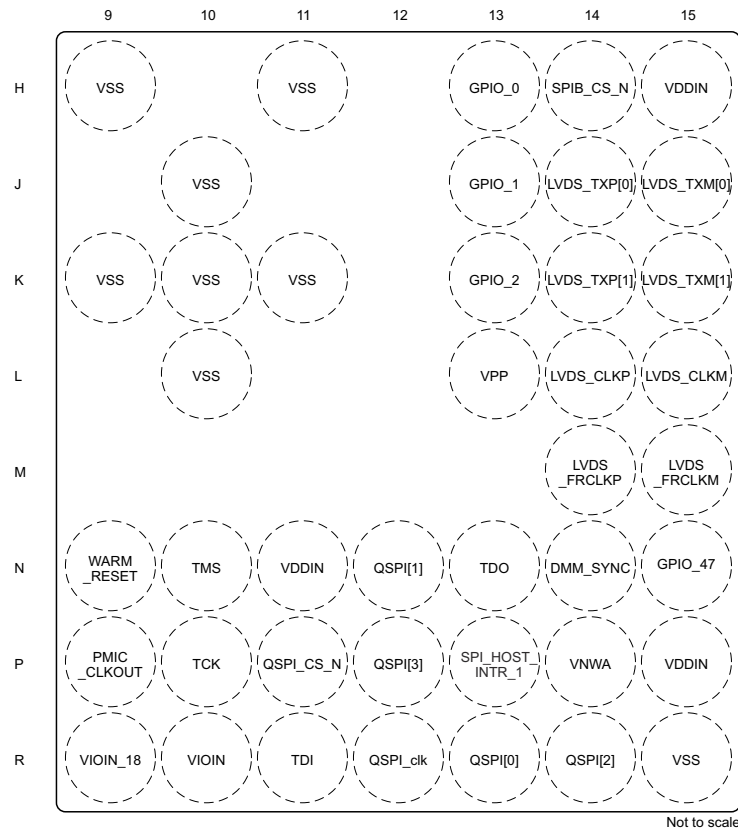 9 10 11 12 13 14 15
H VSS VSS GPIO_0 SPIB_CS_N VDDIN
J VSS GPIO_1 LVDS_TXP[0] LVDS_TXM[0]
K VSS VSS VSS GPIO_2 LVDS_TXP[1] LVDS_TXM[1]
L VSS VPP LVDS_CLKP LVDS_CLKM
M LVDS
_FRCLKP LVDS
_FRCLKM
N WARM
_RESET TMS VDDIN QSPI[1] TDO DMM_SYNC GPIO_47
P PMIC
_CLKOUT TCK QSPI_CS_N QSPI[3] SPI_HOST_
INTR_1 VNWA VDDIN
R VIOIN_18 VIOIN TDI QSPI_clk QSPI[0] QSPI[2] VSS
Not to scale